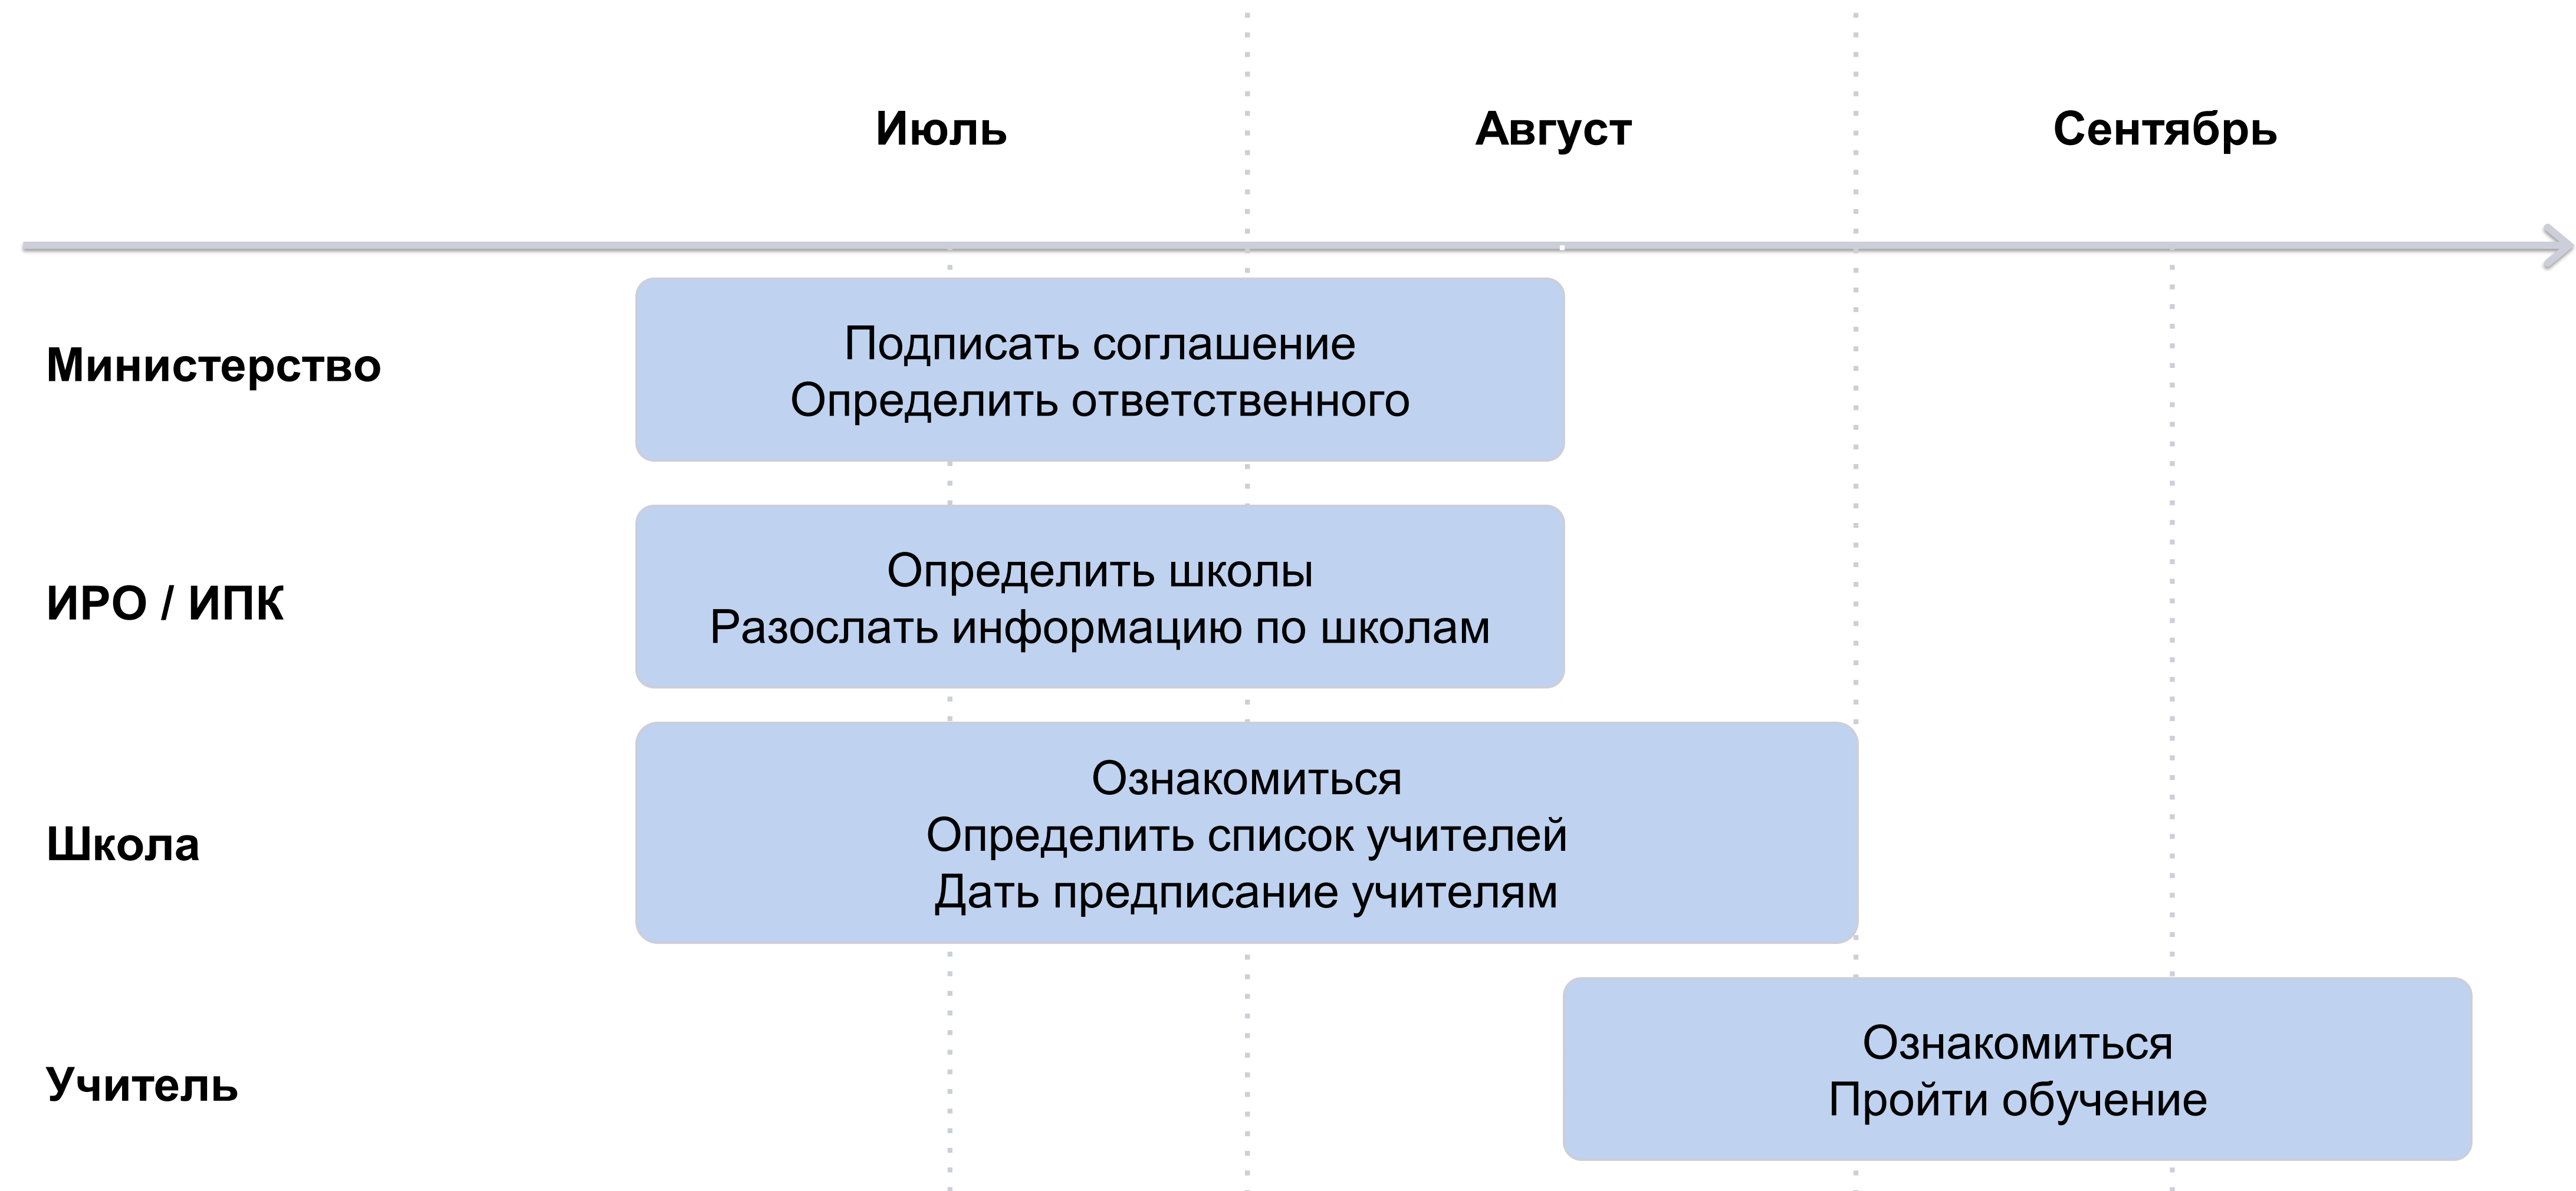 Июль
Август
Сентябрь
Министерство
Подписать соглашение
Определить ответственного
ИРО / ИПК
Определить школы
Разослать информацию по школам
Школа
Ознакомиться
Определить список учителей
Дать предписание учителям
Учитель
Ознакомиться
Пройти обучение